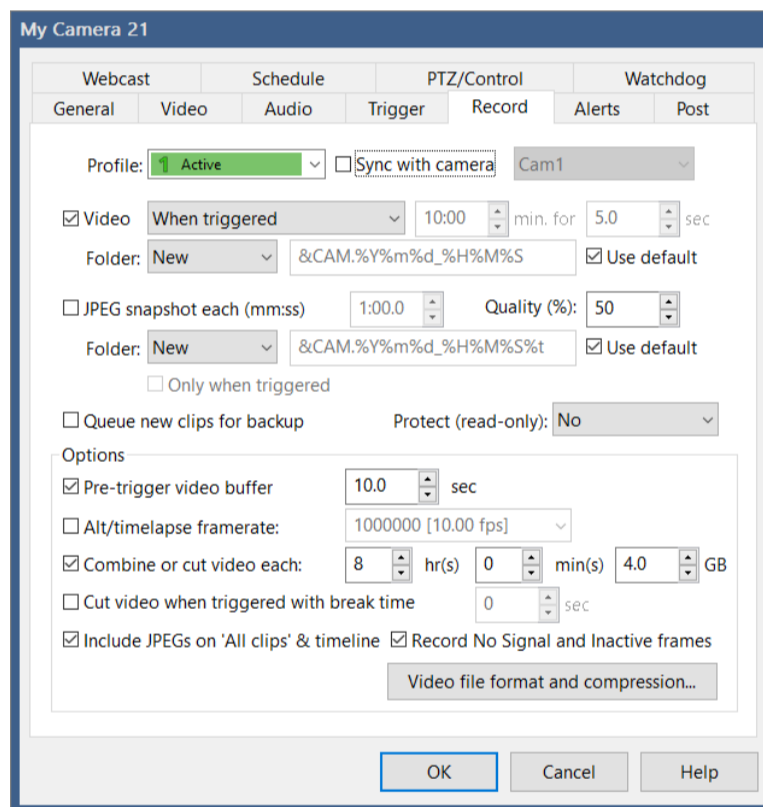 My Camera 21
Webcast Schedule PTZ/Control Watchdog
General Video Audio Trigger Record Alerts Post
Profile: 1 Active Sync with camera Cam1
Video When triggered 10:00 min. for 5.0 sec
Folder: New &CAM.%Y%m%d_%H%M%S Use default
JPEG snapshot each (mm:ss) 1:00.0 Quality (%): 50
Folder: New &CAM.%Y%m%d_%H%M%S%t Use default
Only when triggered
Queue new clips for backup Protect (read-only): No
Options
Pre-trigger video buffer 10.0 sec
Alt/timelapse framerate: 1000000 [10.00 fps]
Combine or cut video each: 8 hr(s) 0 min(s) 4.0 GB
Cut video when triggered with break time 0 sec
Include JPEGs on 'All clips' & timeline Record No Signal and Inactive frames
Video file format and compression...
OK Cancel Help